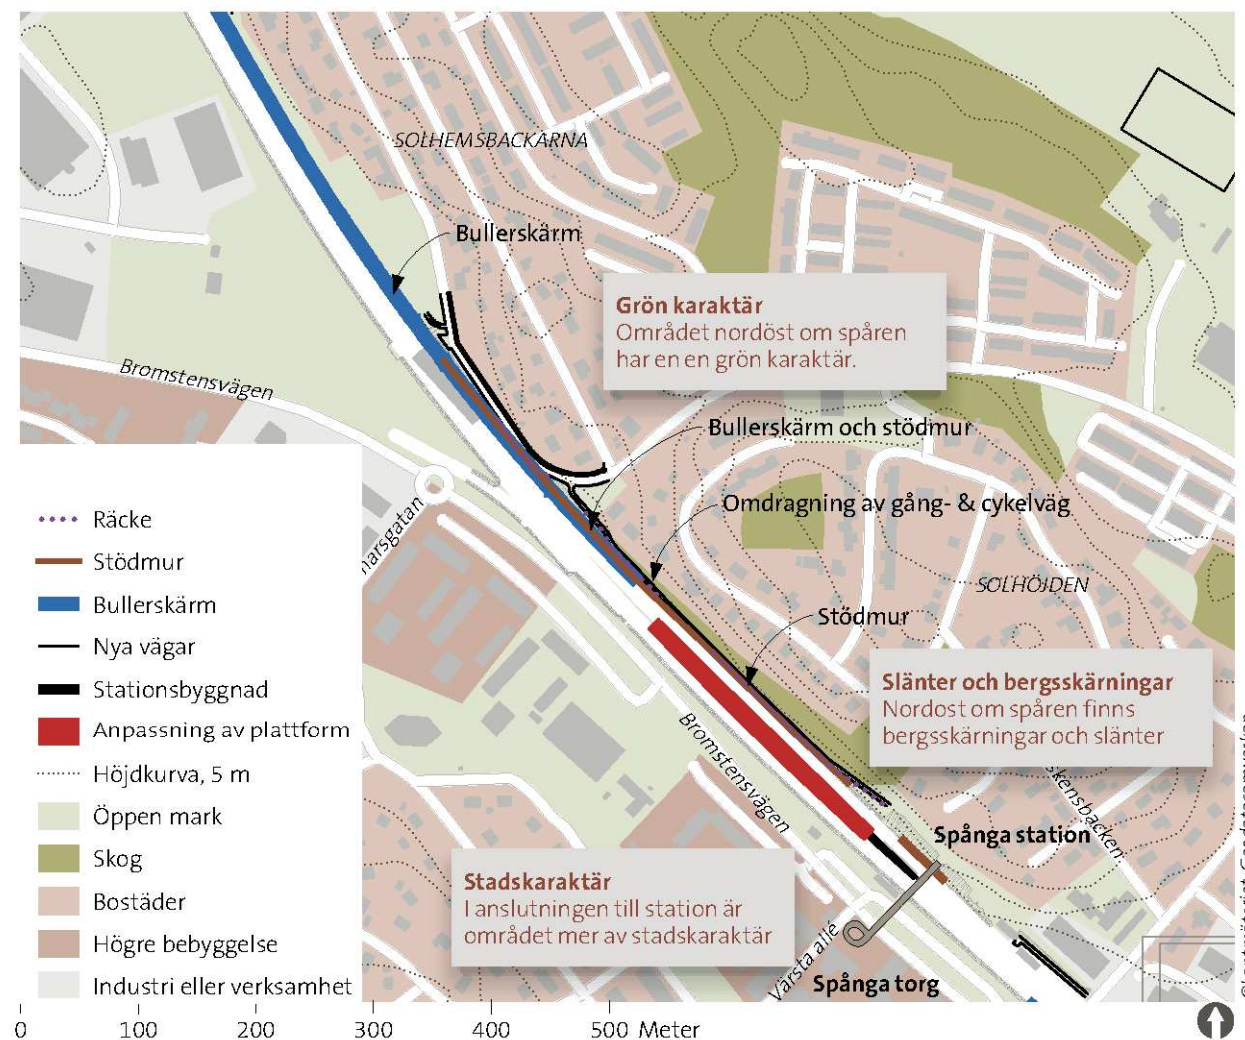 SOLHEMSBACKARNA
Bullerskärm
Grön karaktär
Området nordöst om spåren
har en en grön karaktär.
Bromstensvägen
Bullerskärm och stödmur
Omdragning av gång- & cykelväg
SOLHÖJDEN
Stödmur
Slänter och bergsskärningar
Nordost om spåren finns
bergsskärningar och slänter
Bromstensvägen
Spånga station
Stadskaraktär
I anslutningen till station är
området mer av stadskaraktär
Värsta allé
Spånga torg
Räcke
Stödmur
Bullerskärm
Nya vägar
Stationsbyggnad
Anpassning av plattform
Höjdkurva, 5 m
Öppen mark
Skog
Bostäder
Högre bebyggelse
Industri eller verksamhet
0 100 200 300 400 500 Meter